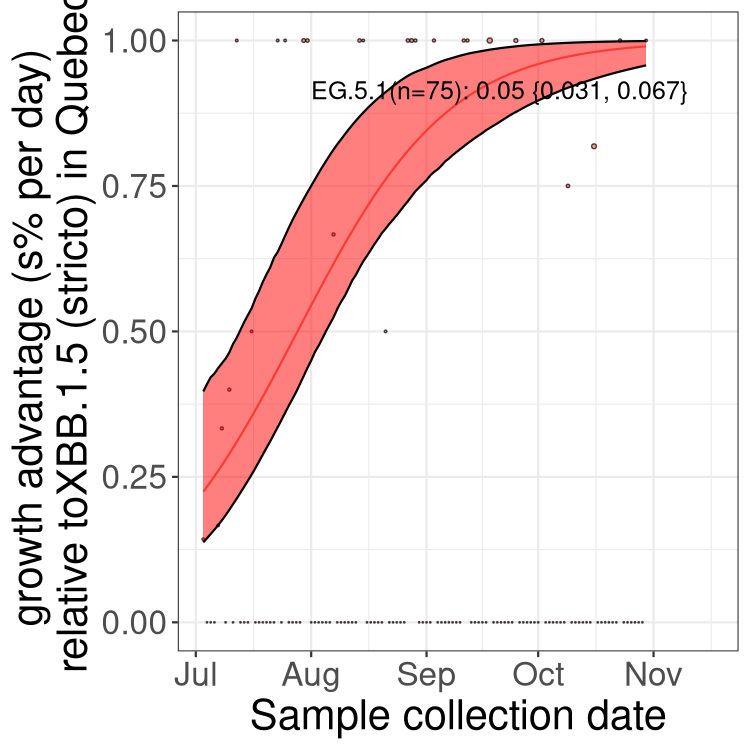 growth advantage (s% per day)
relative toXBB.1.5 (stricto) in Quebec
1.00
0.75
0.50
0.25
0.00
EG.5.1(n=75): 0.05 {0.031, 0.067}
Jul Aug Sep Oct Nov
Sample collection date